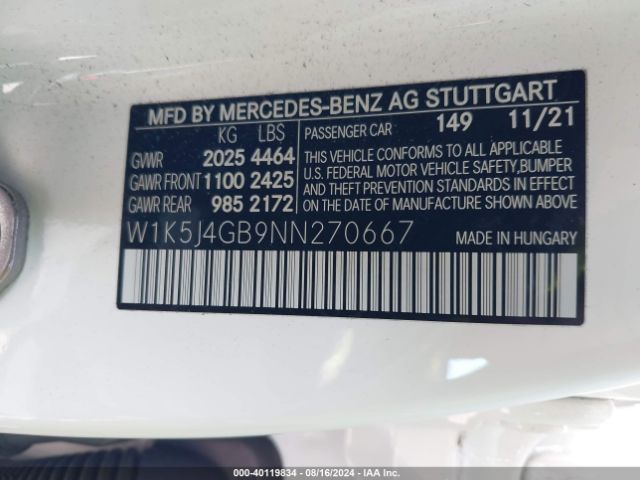 MFD BY MERCEDES-BENZ AG STUTTGART
KG LBS
GVWR 2025 4464
GAWR FRONT 1100 2425
GAWR REAR 985 2172
PASSENGER CAR 149 11/21
THIS VEHICLE CONFORMS TO ALL APPLICABLE
U.S. FEDERAL MOTOR VEHICLE SAFETY,BUMPER
AND THEFT PREVENTION STANDARDS IN EFFECT
ON THE DATE OF MANUFACTURE SHOWN ABOVE
W1K5J4GB9NN270667 MADE IN HUNGARY
000-40119834 - 08/16/2024 - IAA Inc.